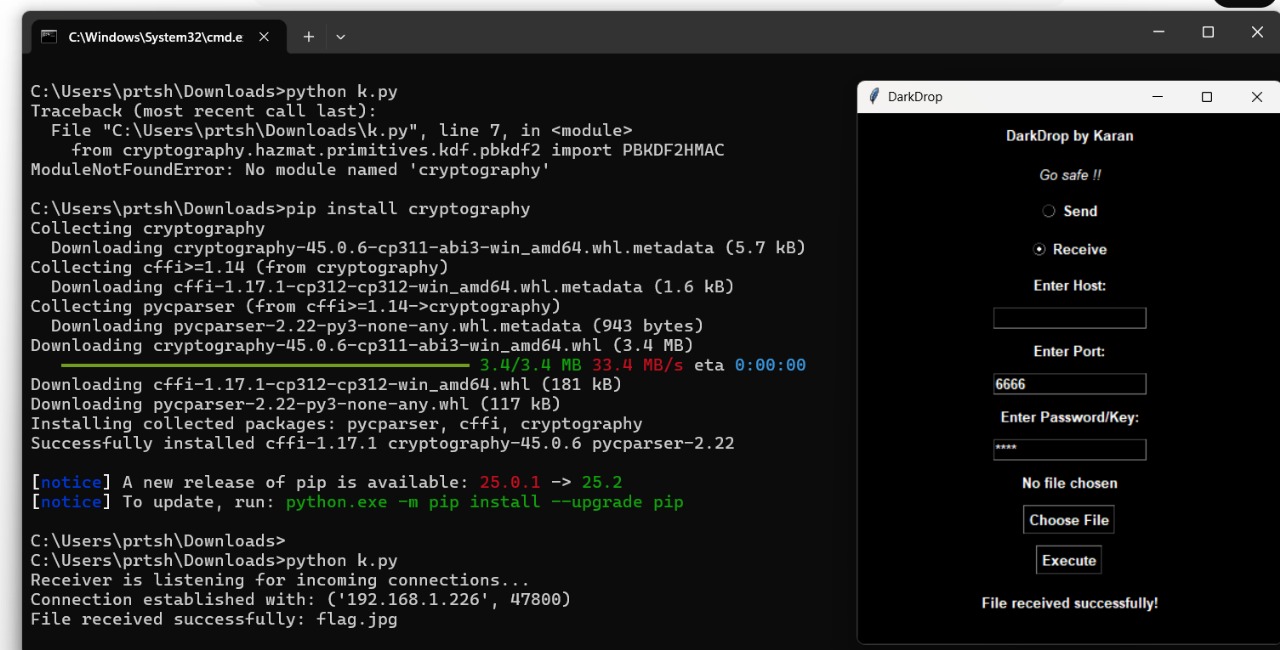 C:\Windows\System32\cmd.e
C:\Users\prtsh\Downloads>python k.py
Traceback (most recent call last):
File "C:\Users\prtsh\Downloads\k.py", line 7, in <module>
from cryptography.hazmat.primitives.kdf.pbkdf2 import PBKDF2HMAC
ModuleNotFoundError: No module named 'cryptography'
C:\Users\prtsh\Downloads>pip install cryptography
Collecting cryptography
Downloading cryptography-45.0.6-cp311-abi3-win_amd64.whl.metadata (5.7 kB)
Collecting cffi>=1.14 (from cryptography)
Downloading cffi-1.17.1-cp312-cp312-win_amd64.whl.metadata (1.6 kB)
Collecting pycparser (from cffi>=1.14->cryptography)
Downloading pycparser-2.22-py3-none-any.whl.metadata (943 bytes)
Downloading cryptography-45.0.6-cp311-abi3-win_amd64.whl (3.4 MB)
3.4/3.4 MB 33.4 MB/s eta 0:00:00
Downloading cffi-1.17.1-cp312-cp312-win_amd64.whl (181 kB)
Downloading pycparser-2.22-py3-none-any.whl (117 kB)
Installing collected packages: pycparser, cffi, cryptography
Successfully installed cffi-1.17.1 cryptography-45.0.6 pycparser-2.22
[notice] A new release of pip is available: 25.0.1 -> 25.2
[notice] To update, run: python.exe -m pip install --upgrade pip
C:\Users\prtsh\Downloads>
C:\Users\prtsh\Downloads>python k.py
Receiver is listening for incoming connections...
Connection established with: ('192.168.1.226', 47800)
File received successfully: flag.jpg
DarkDrop
DarkDrop by Karan
Go safe !!
Send
Receive
Enter Host:
Enter Port:
6666
Enter Password/Key:
****
No file chosen
Choose File
Execute
File received successfully!